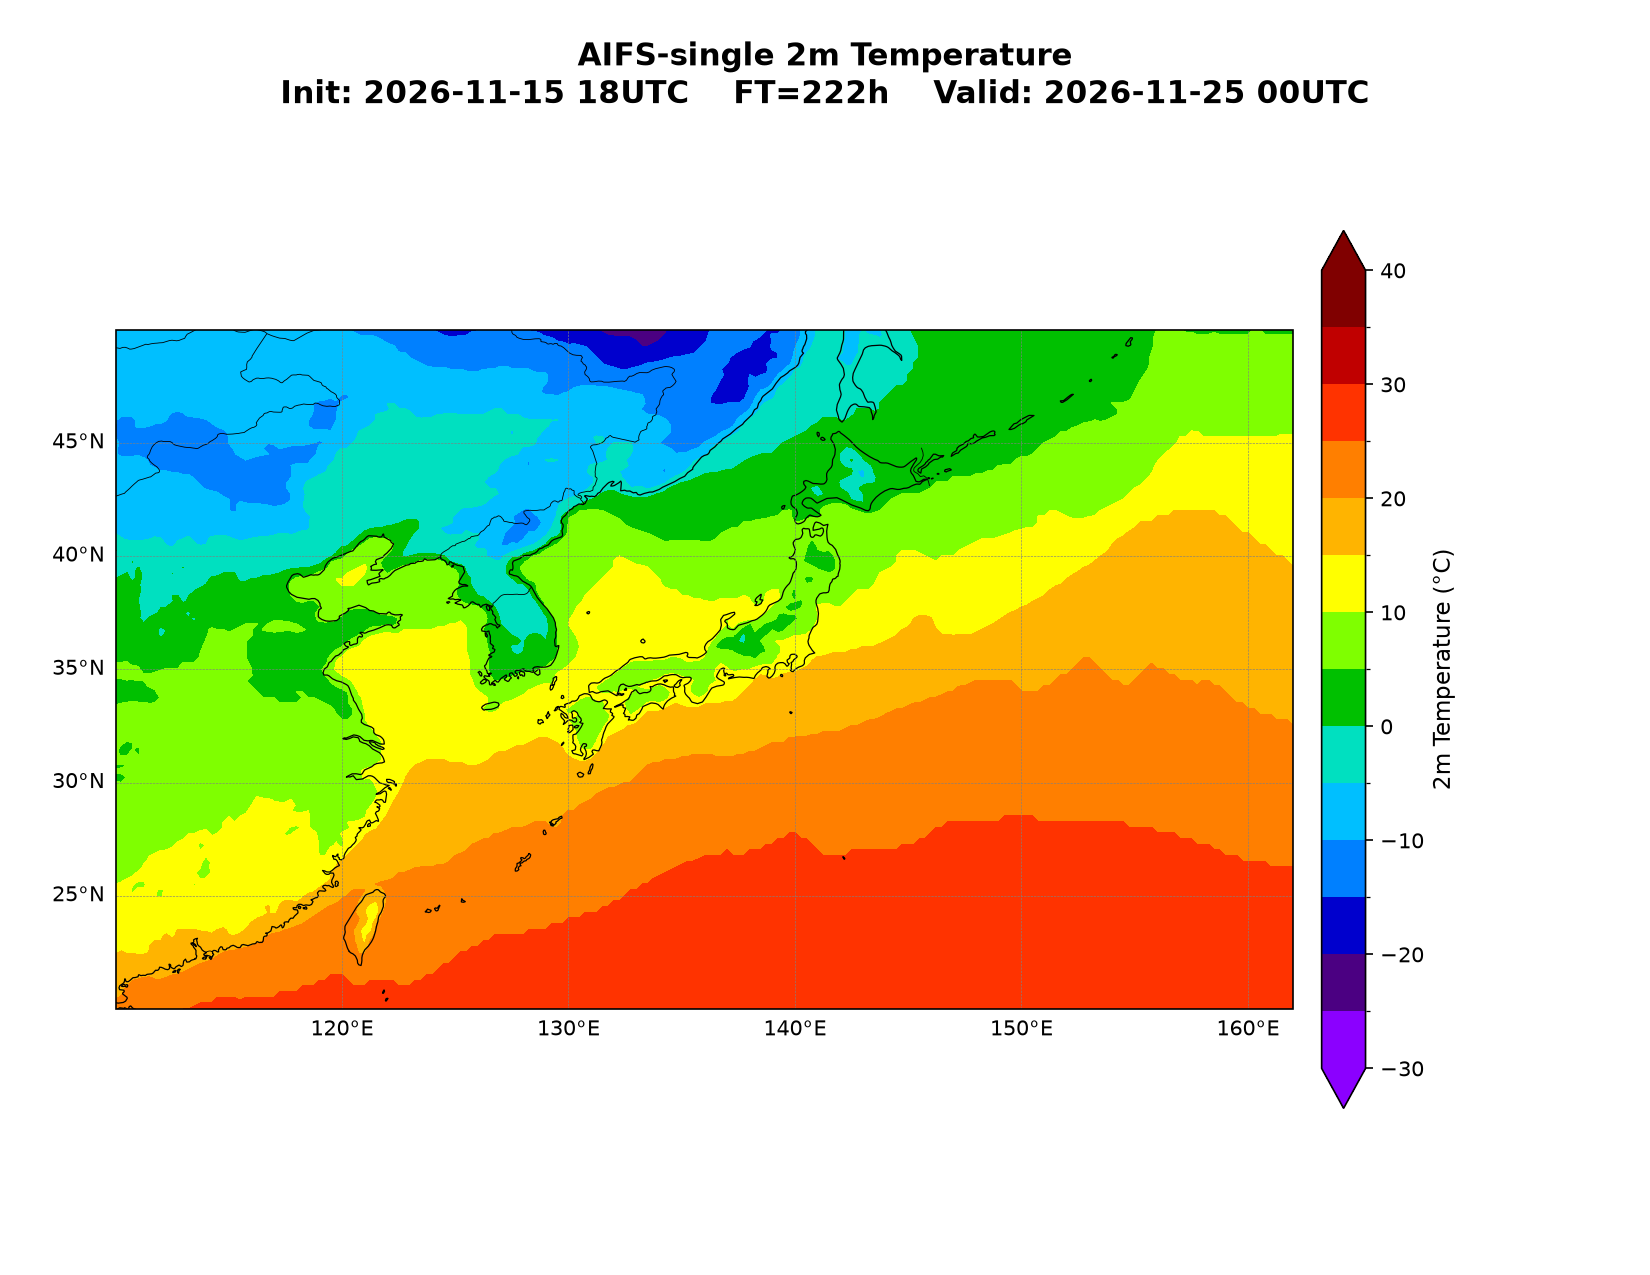 AIFS-single 2m Temperature
Init: 2026-11-15 18UTC    FT=222h    Valid: 2026-11-25 00UTC
45°N
40°N
35°N
30°N
25°N
120°E
130°E
140°E
150°E
160°E
40
30
20
10
0
−10
−20
−30
2m Temperature (°C)